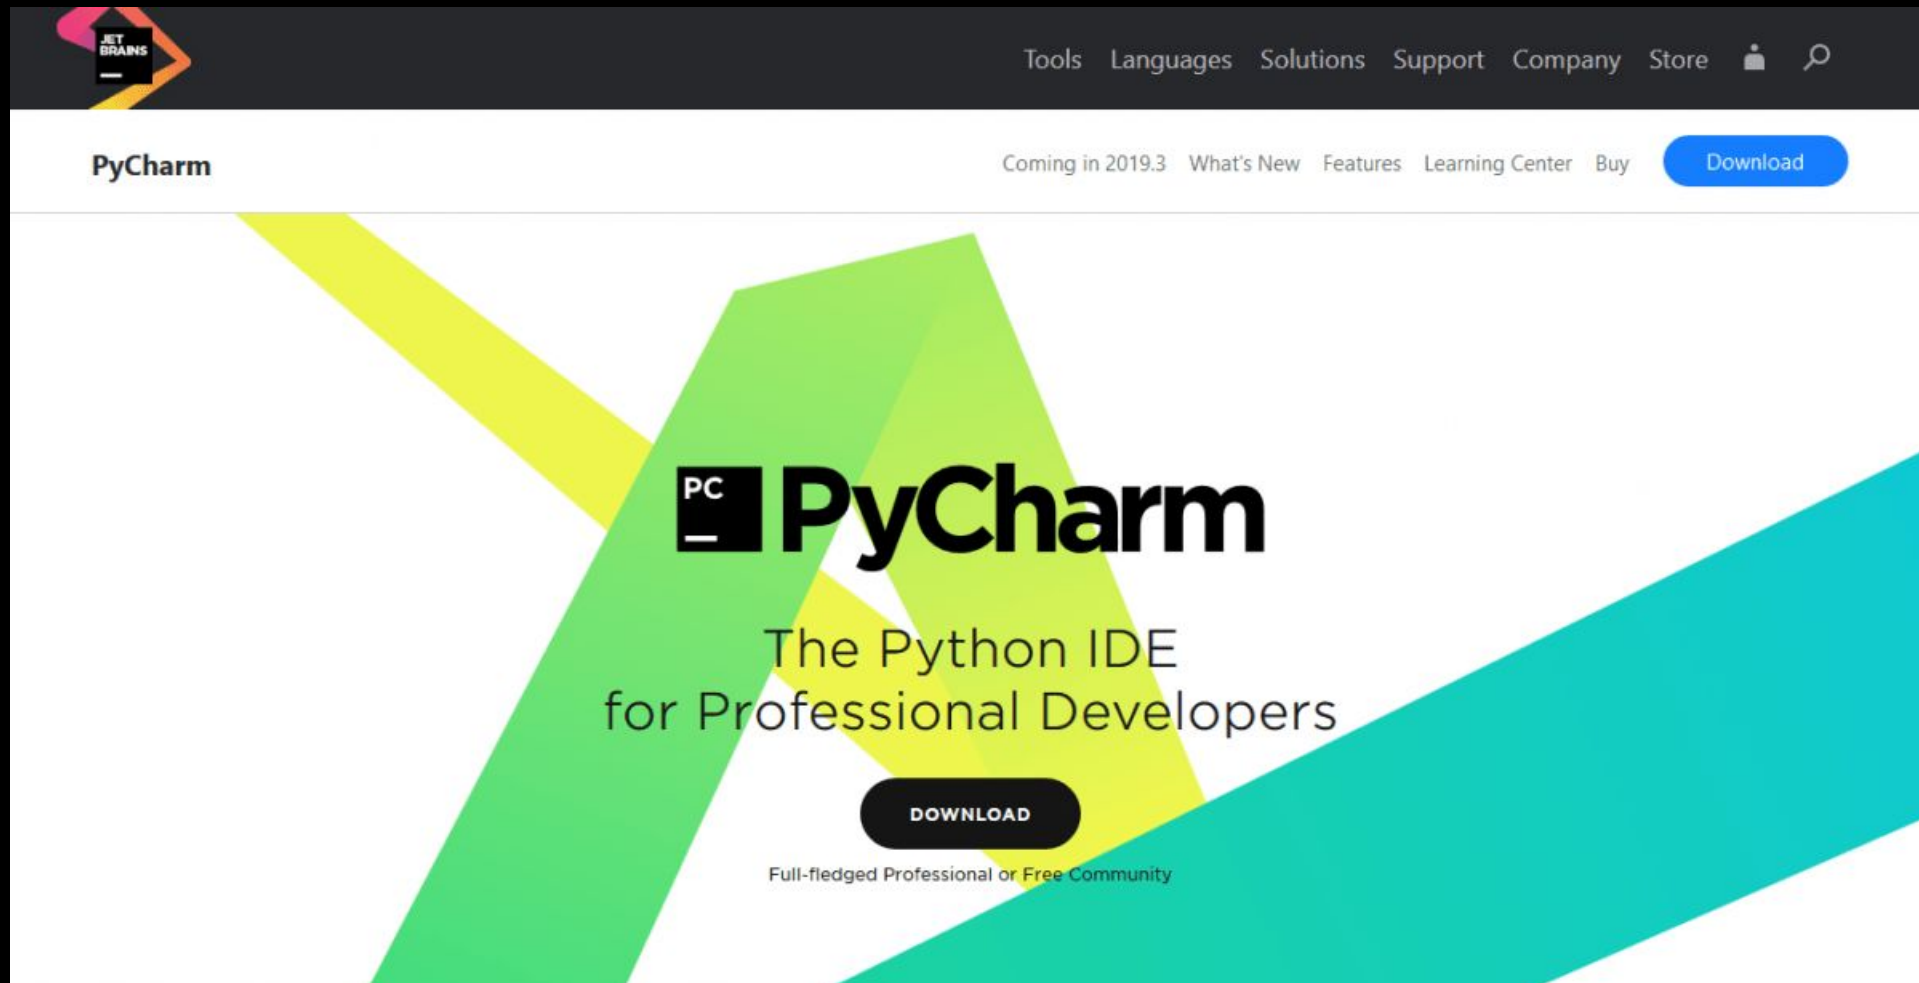 JET
BRAINS
Tools Languages Solutions Support Company Store
PyCharm
Coming in 2019.3 What's New Features Learning Center Buy Download
PC PyCharm
The Python IDE
for Professional Developers
DOWNLOAD
Full-fledged Professional or Free Community